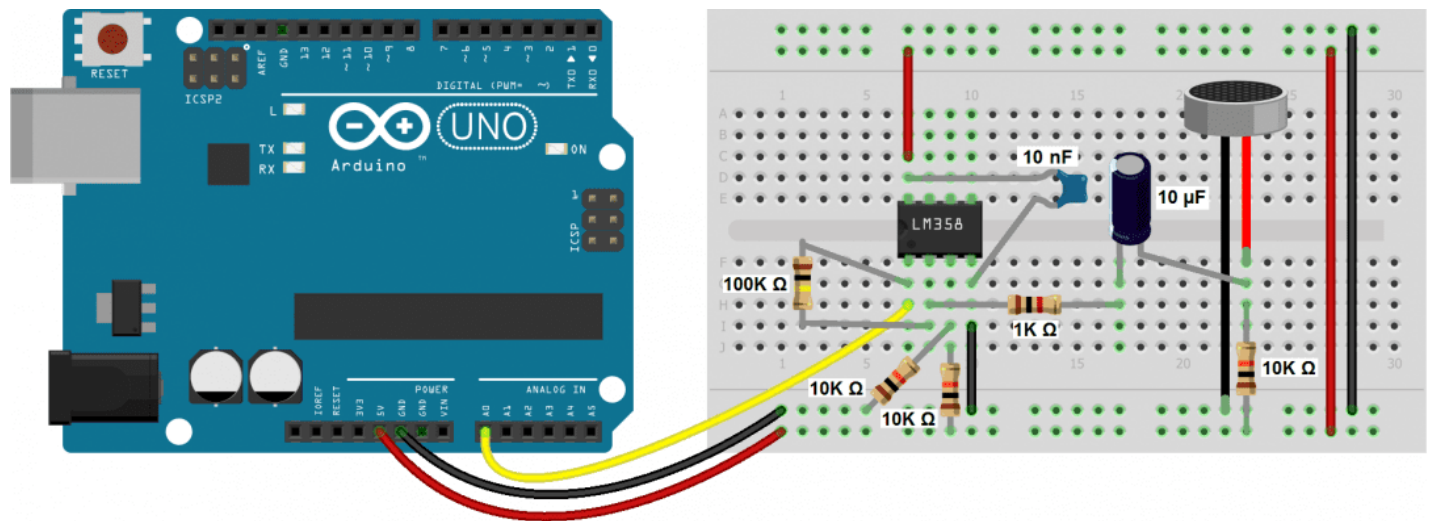 RESET
ICSP2
AREF
GND
13
12
~11
~10
~9
8
7
~6
~5
4
~3
2
TXD ▶ 1
RXD ◀ 0
DIGITAL (PWM= ~)
L
TX
RX
UNO
Arduino ™
ON
1
ICSP
POWER
ANALOG IN
IOREF
RESET
3V3
5V
GND
GND
VIN
A0
A1
A2
A3
A4
A5
1
5
10
15
20
25
30
A
B
C
D
E
F
G
H
I
J
10 nF
10 µF
LM358
100K Ω
1K Ω
10K Ω
10K Ω
10K Ω
1
5
10
15
20
25
30